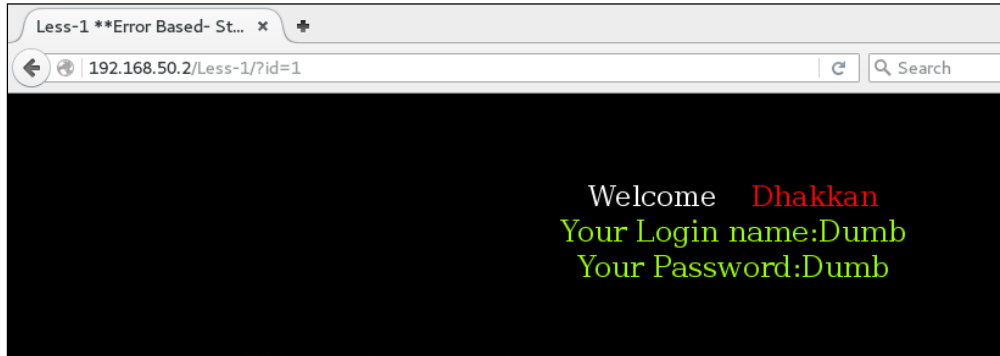 Less-1 **Error Based- St...
192.168.50.2/Less-1/?id=1
Search
Welcome Dhakkan
Your Login name:Dumb
Your Password:Dumb